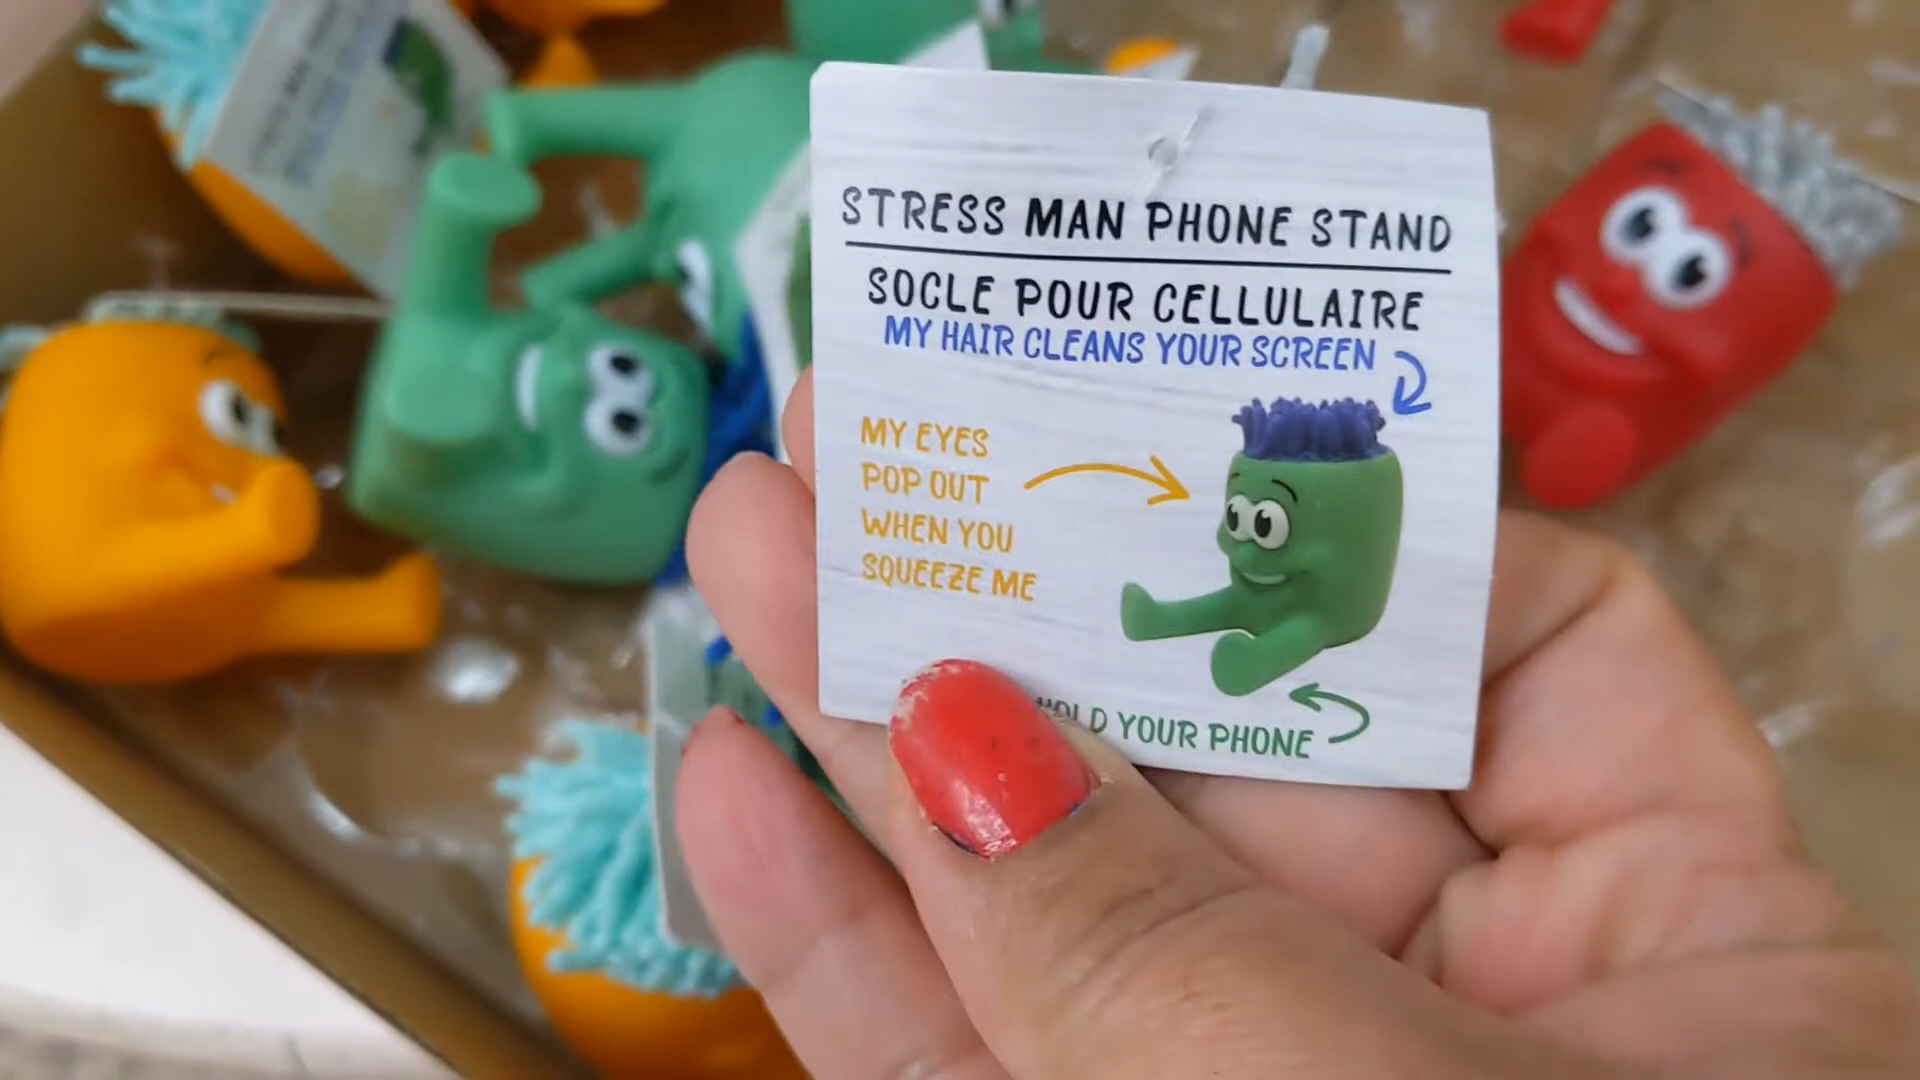 STRESS MAN PHONE STAND
SOCLE POUR CELLULAIRE
MY HAIR CLEANS YOUR SCREEN
MY EYES
POP OUT
WHEN YOU
SQUEEZE ME
HOLD YOUR PHONE